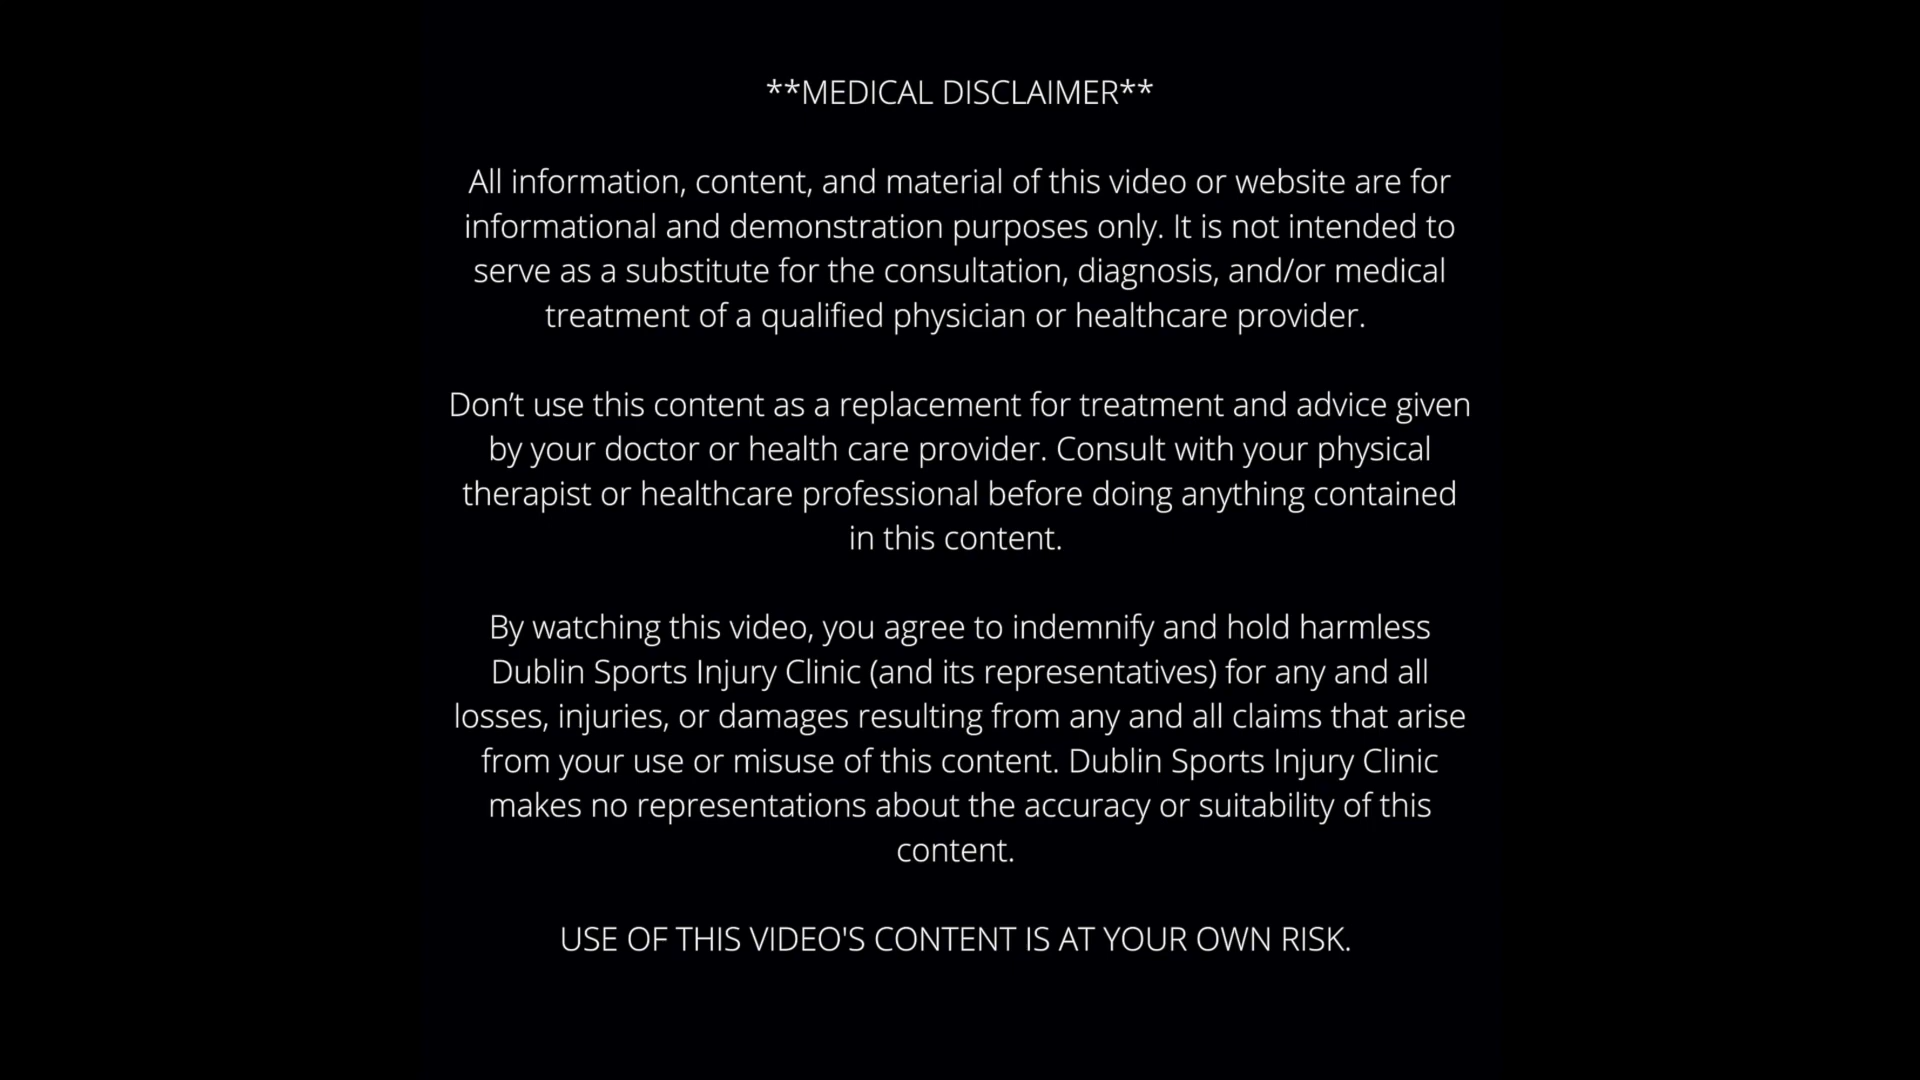 **MEDICAL DISCLAIMER**
All information, content, and material of this video or website are for
informational and demonstration purposes only. It is not intended to
serve as a substitute for the consultation, diagnosis, and/or medical
treatment of a qualified physician or healthcare provider.
Don’t use this content as a replacement for treatment and advice given
by your doctor or health care provider. Consult with your physical
therapist or healthcare professional before doing anything contained
in this content.
By watching this video, you agree to indemnify and hold harmless
Dublin Sports Injury Clinic (and its representatives) for any and all
losses, injuries, or damages resulting from any and all claims that arise
from your use or misuse of this content. Dublin Sports Injury Clinic
makes no representations about the accuracy or suitability of this
content.
USE OF THIS VIDEO'S CONTENT IS AT YOUR OWN RISK.